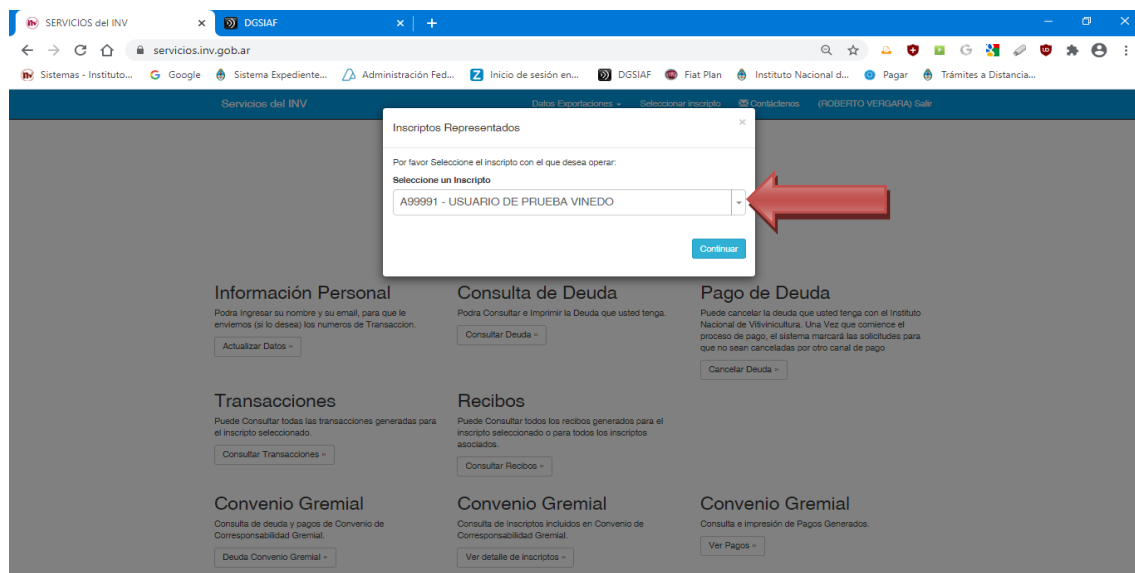 SERVICIOS del INV
DGSIAF
servicios.inv.gob.ar
Sistemas - Instituto...
Google
Sistema Expediente...
Administración Fed...
Inicio de sesión en...
DGSIAF
Fiat Plan
Instituto Nacional d...
Pagar
Trámites a Distancia...
Servicios del INV
Datos Exportaciones
Seleccionar inscripto
Contáctenos
(ROBERTO VERGARA) Salir
Inscriptos Representados
Por favor Seleccione el inscripto con el que desea operar:
Seleccione un Inscripto
A99991 - USUARIO DE PRUEBA VINEDO
Continuar
Información Personal
Podra Ingresar su nombre y su email, para que le
enviemos (si lo desea) los numeros de Transaccion.
Actualizar Datos »
Consulta de Deuda
Podra Consultar e Imprimir la Deuda que usted tenga.
Consultar Deuda »
Pago de Deuda
Puede cancelar la deuda que usted tenga con el Instituto
Nacional de Vitivinicultura. Una Vez que comience el
proceso de pago, el sistema marcará las solicitudes para
que no sean canceladas por otro canal de pago
Cancelar Deuda »
Transacciones
Puede Consultar todas las transacciones generadas para
el inscripto seleccionado.
Consultar Transacciones »
Recibos
Puede Consultar todos los recibos generados para el
inscripto seleccionado o para todos los inscriptos
asociados.
Consultar Recibos »
Convenio Gremial
Consulta de deuda y pagos de Convenio de
Corresponsabilidad Gremial.
Deuda Convenio Gremial »
Convenio Gremial
Consulta de Inscriptos incluidos en Convenio de
Corresponsabilidad Gremial.
Ver detalle de inscriptos »
Convenio Gremial
Consulta e impresión de Pagos Generados.
Ver Pagos »